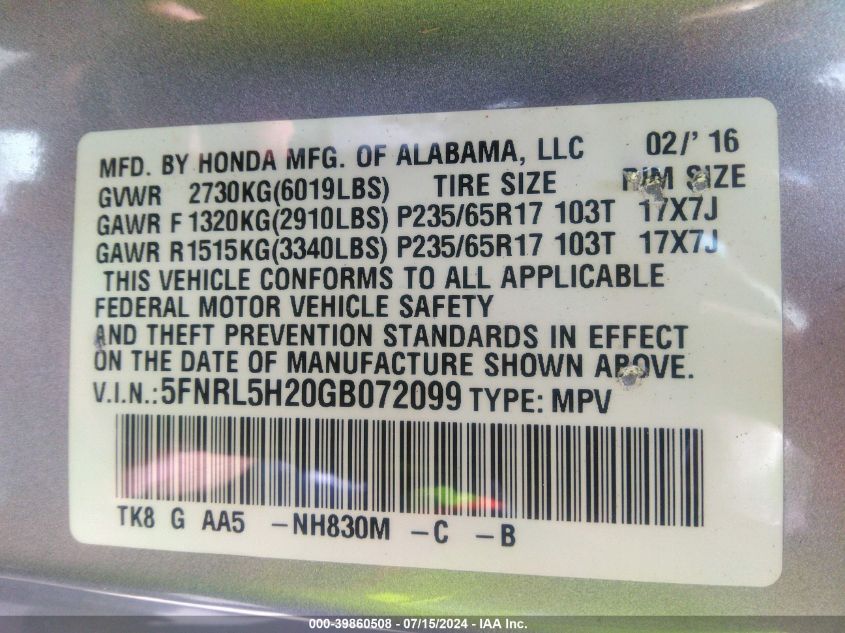 MFD. BY HONDA MFG. OF ALABAMA, LLC 02/' 16
GVWR 2730KG(6019LBS) TIRE SIZE RIM SIZE
GAWR F 1320KG(2910LBS) P235/65R17 103T 17X7J
GAWR R1515KG(3340LBS) P235/65R17 103T 17X7J
THIS VEHICLE CONFORMS TO ALL APPLICABLE
FEDERAL MOTOR VEHICLE SAFETY
AND THEFT PREVENTION STANDARDS IN EFFECT
ON THE DATE OF MANUFACTURE SHOWN ABOVE.
V.I.N.:5FNRL5H20GB072099 TYPE: MPV
TK8 G AA5 -NH830M -C -B
000-39860508 - 07/15/2024 - IAA Inc.